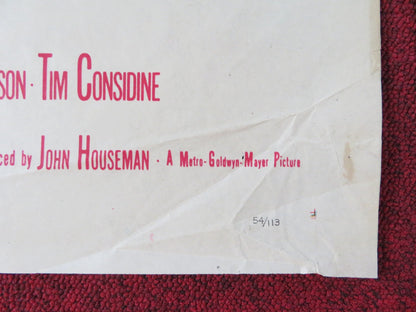 SON · TIM CONSIDINE
ced by JOHN HOUSEMAN · A Metro-Goldwyn-Mayer Picture
54/113